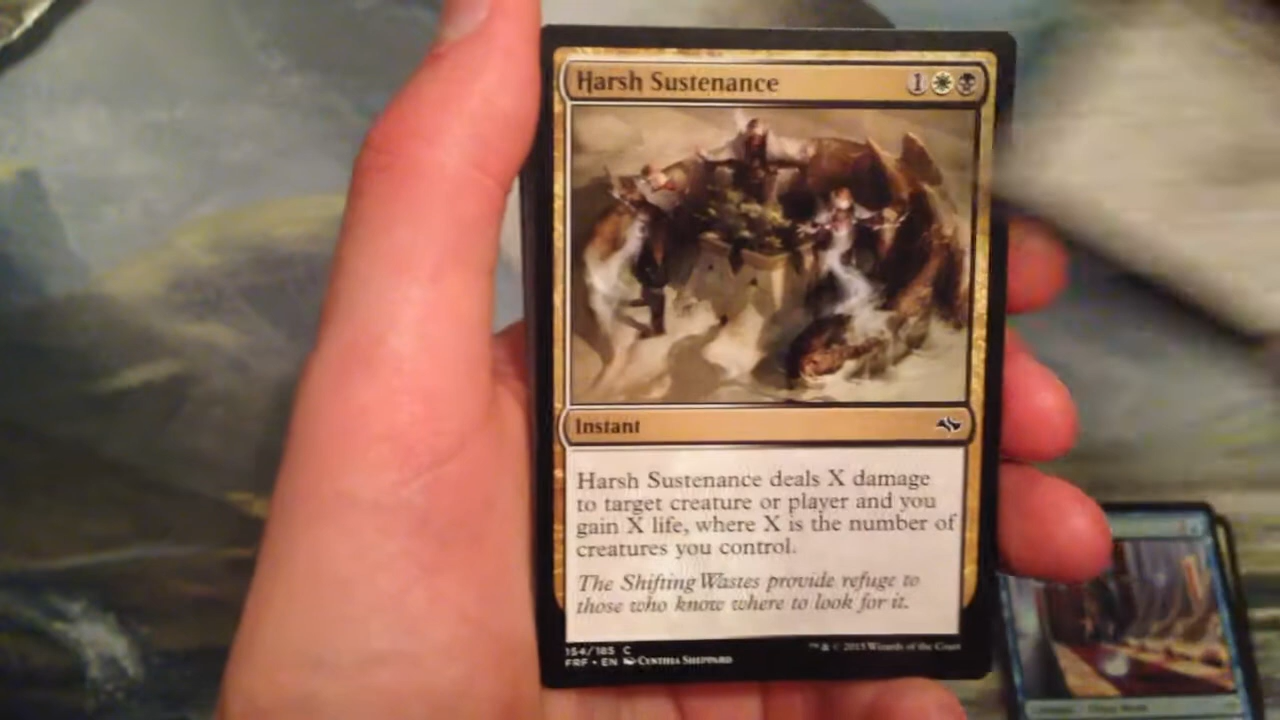 Harsh Sustenance 1
Instant
Harsh Sustenance deals X damage
to target creature or player and you
gain X life, where X is the number of
creatures you control.
The Shifting Wastes provide refuge to
those who know where to look for it.
154/185 C
FRF • EN Cynthia Sheppard
™ & © 2015 Wizards of the Coast